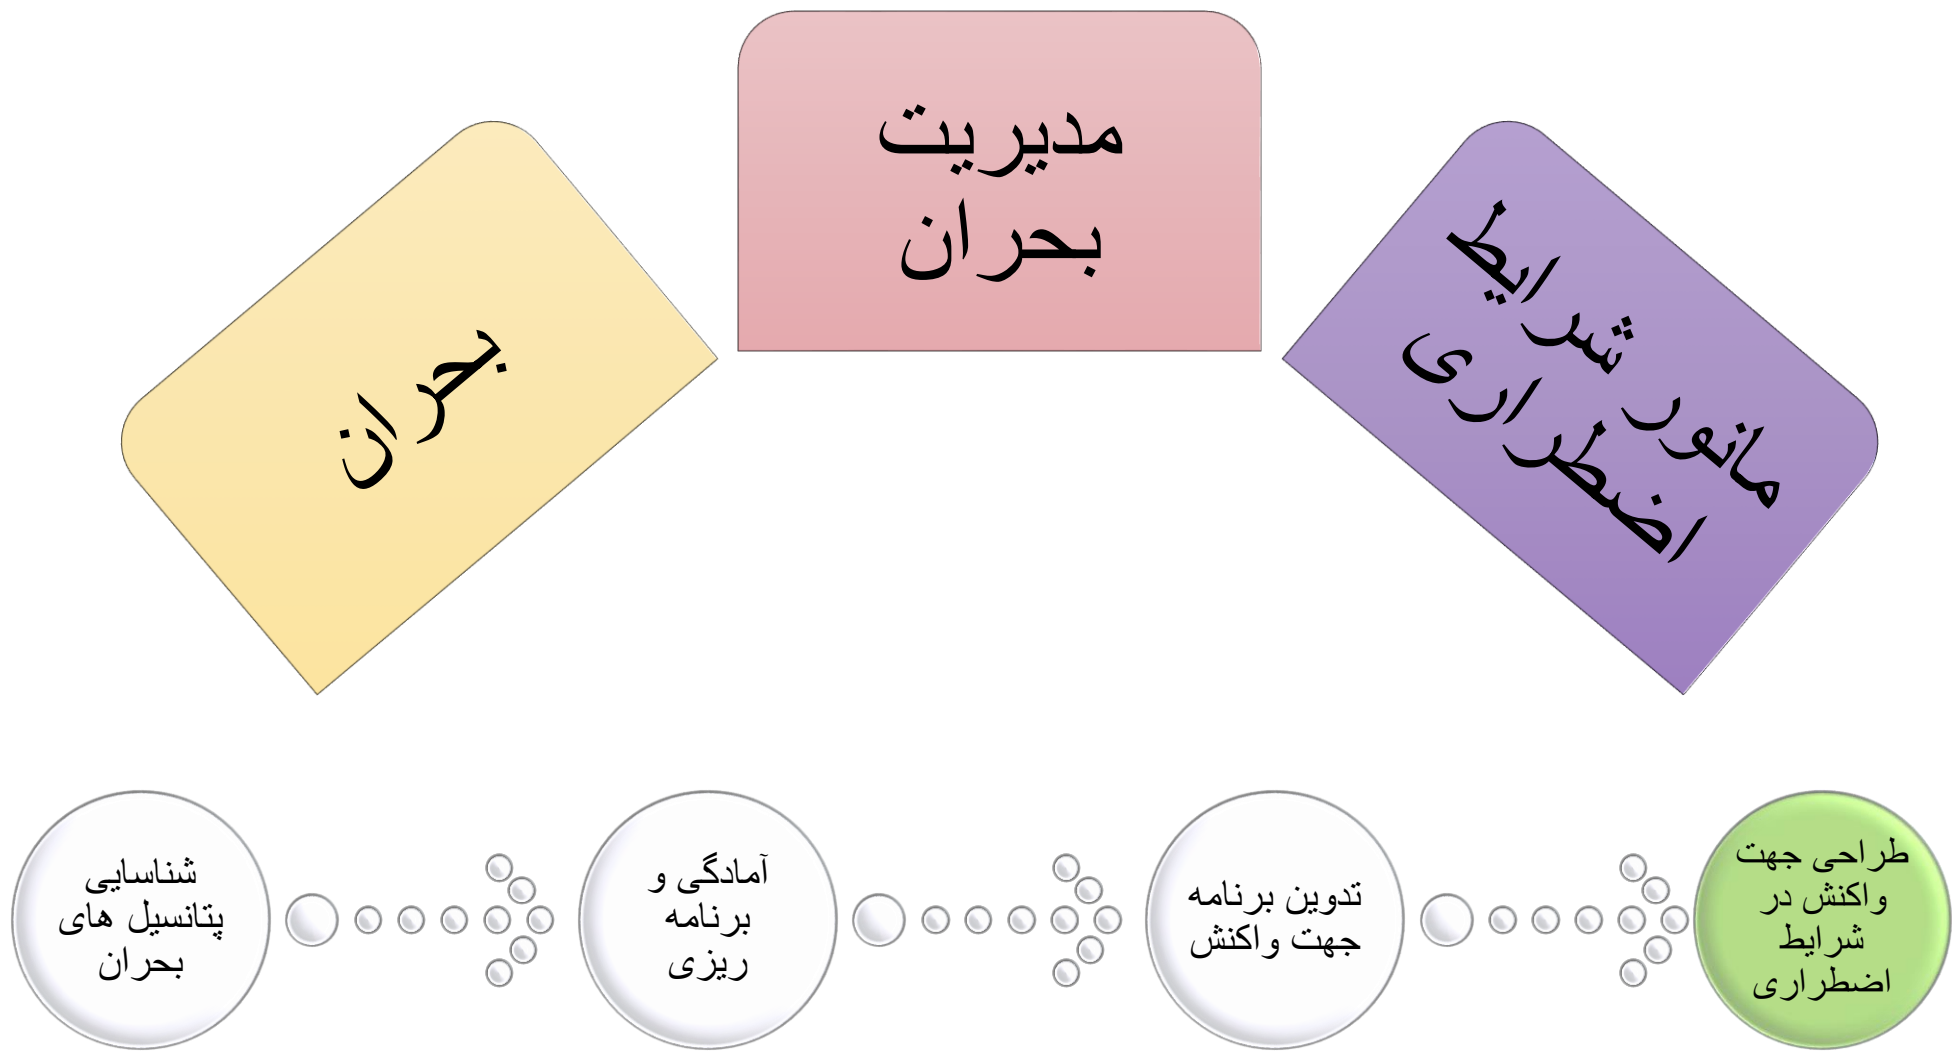 بحران
مدیریت
بحران
مانور شرایط
اضطراری
شناسایی
پتانسیل های
بحران
آمادگی و
برنامه
ریزی
تدوین برنامه
جهت واکنش
طراحی جهت
واکنش در
شرایط
اضطراری